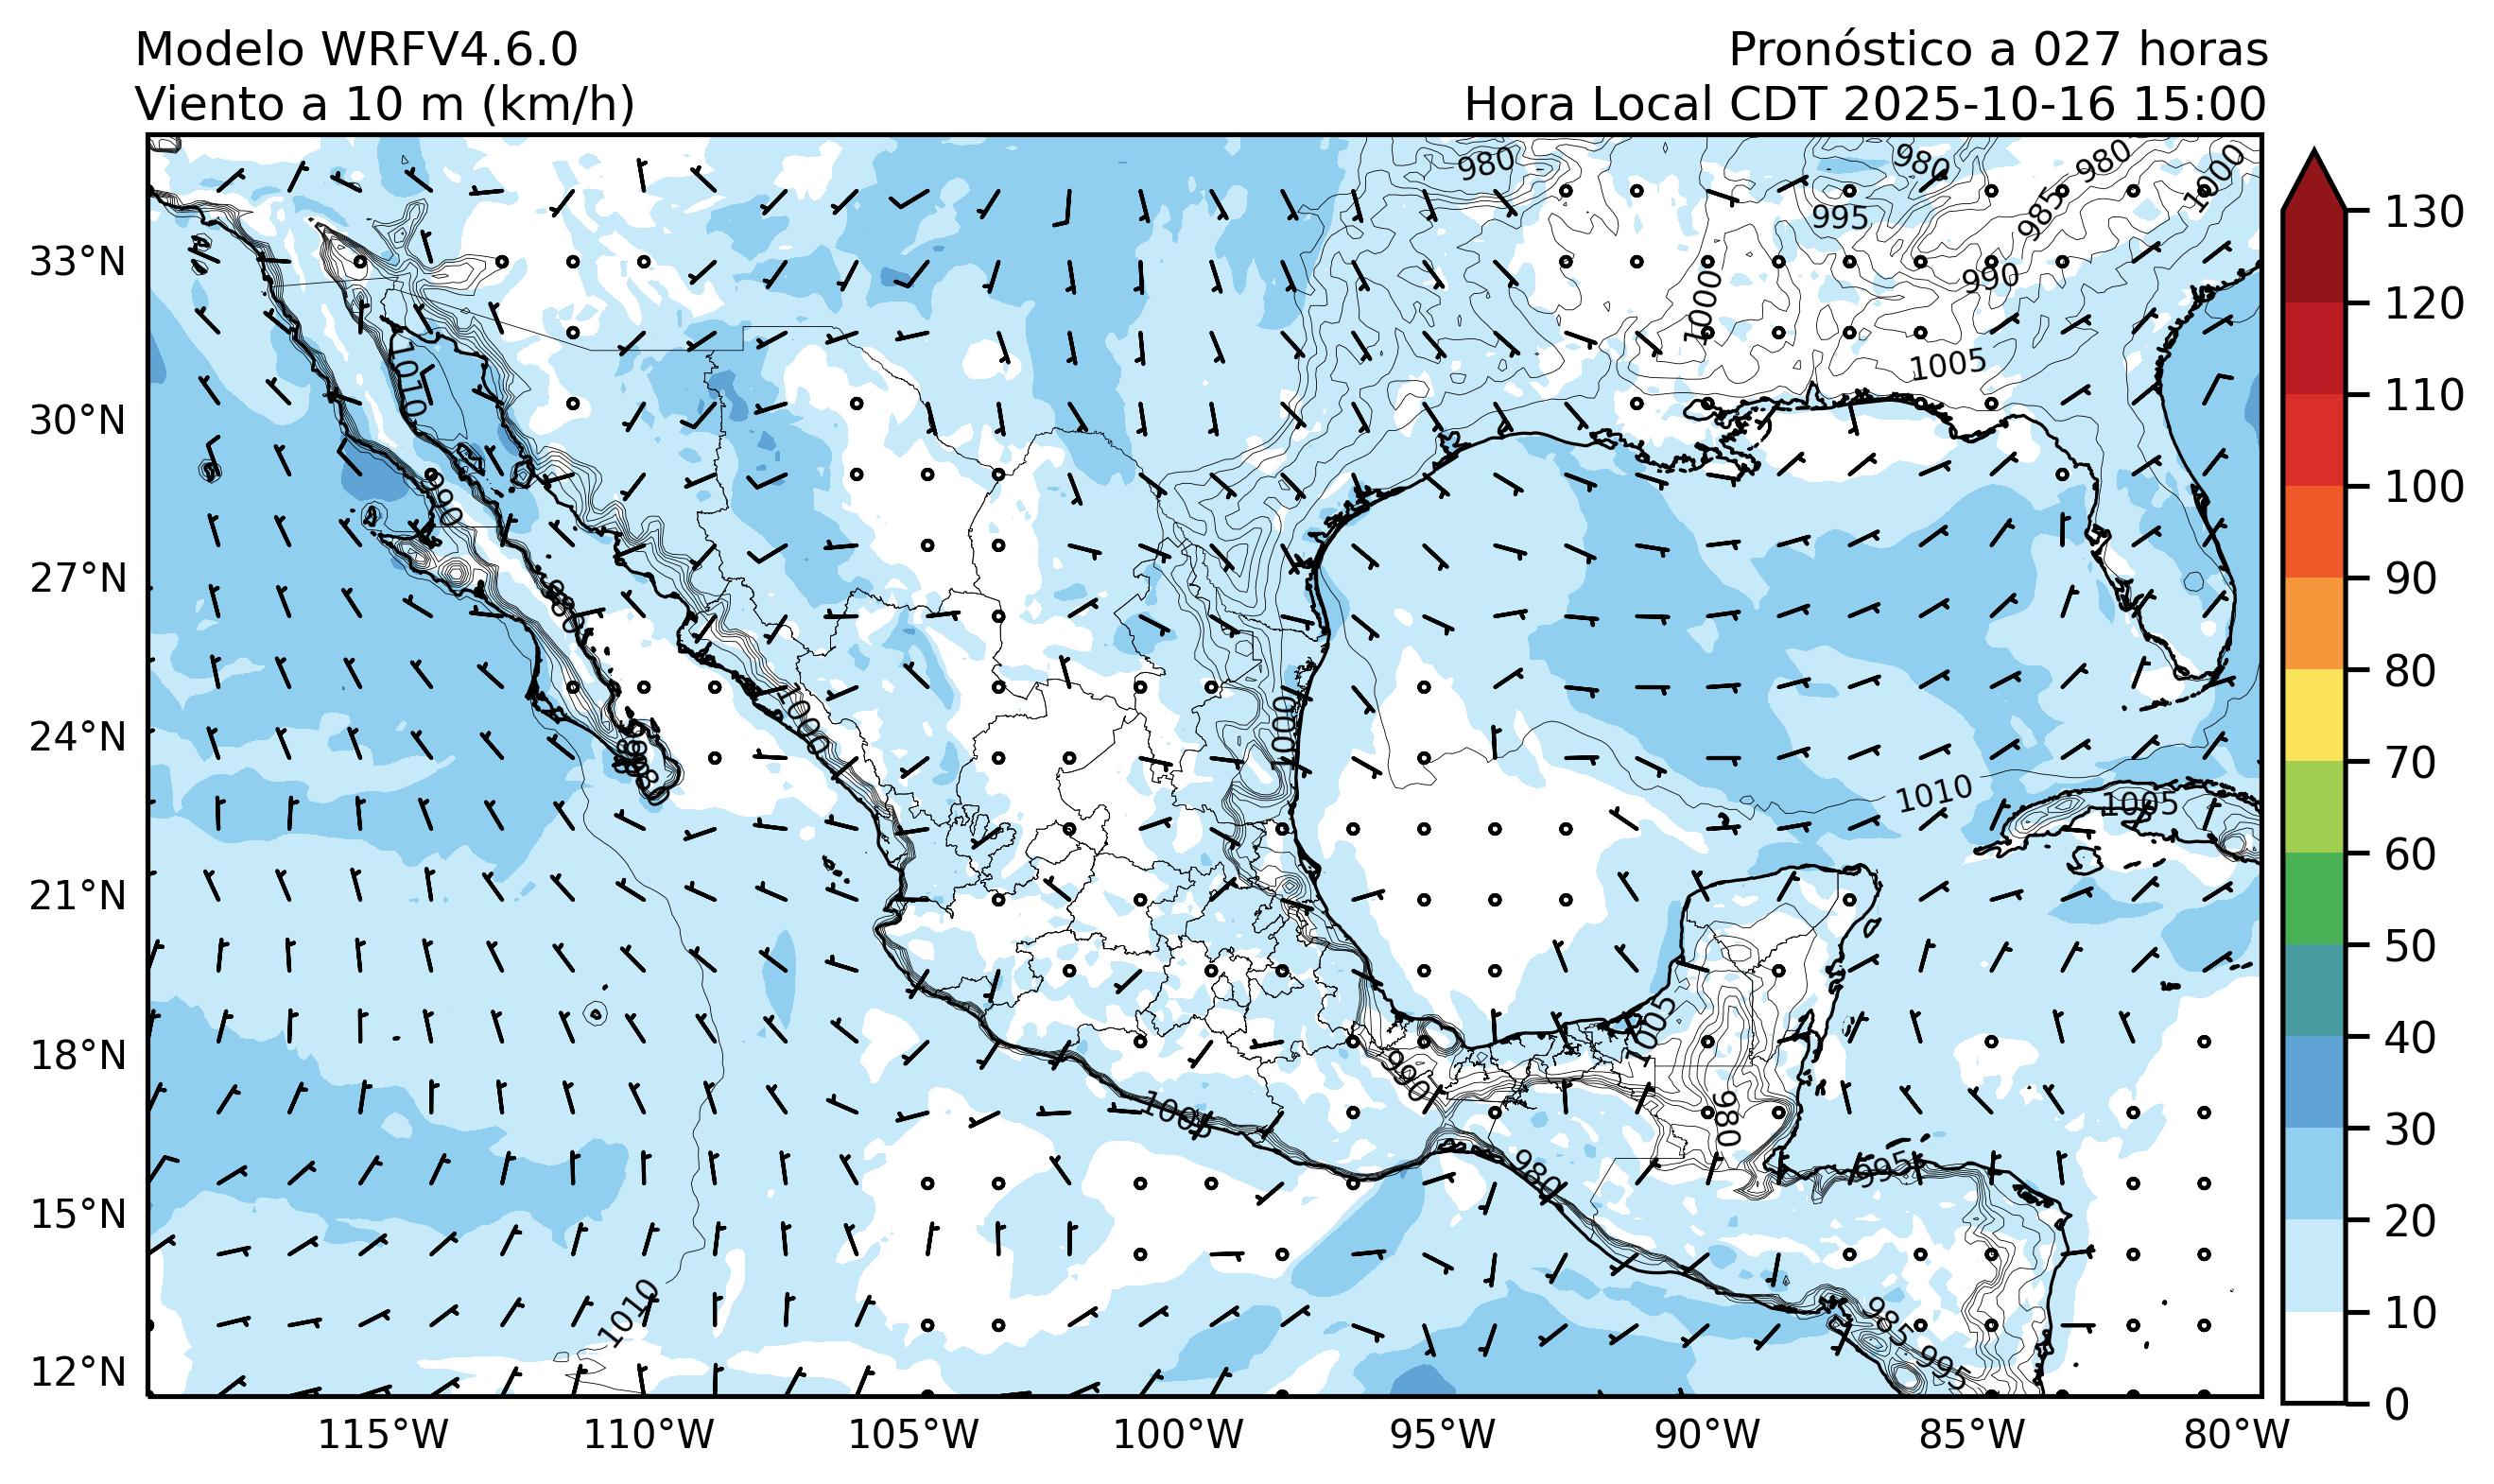 Modelo WRFV4.6.0
Viento a 10 m (km/h)
Pronóstico a 027 horas
Hora Local CDT 2025-10-16 15:00
980
980
980
1000
985
995
990
1000
1005
1010
990
1000
1000
1010
1005
1005
990
1005
980
980
995
1010
985
995
33°N
30°N
27°N
24°N
21°N
18°N
15°N
12°N
115°W
110°W
105°W
100°W
95°W
90°W
85°W
80°W
130
120
110
100
90
80
70
60
50
40
30
20
10
0